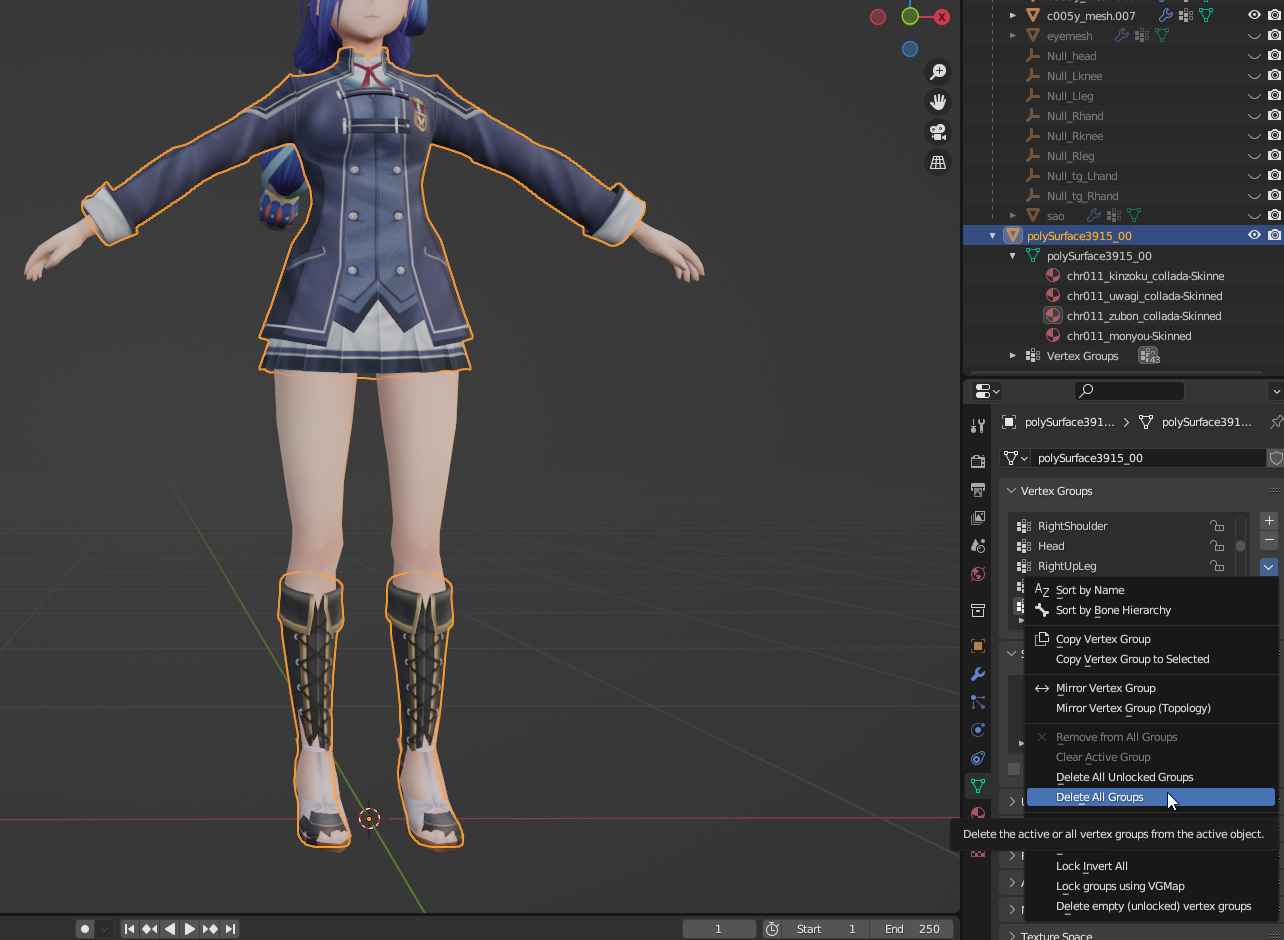 X
c005y_mesh.007
eyemesh
Null_head
Null_Lknee
Null_Lleg
Null_Rhand
Null_Rknee
Null_Rleg
Null_tg_Lhand
Null_tg_Rhand
sao
polySurface3915_00
polySurface3915_00
chr011_kinzoku_collada-Skinne
chr011_uwagi_collada-Skinned
chr011_zubon_collada-Skinned
chr011_monyou-Skinned
Vertex Groups 43
polySurface391... > polySurface391...
polySurface3915_00
Vertex Groups
RightShoulder
Head
RightUpLeg
Sort by Name
Sort by Bone Hierarchy
Copy Vertex Group
Copy Vertex Group to Selected
Mirror Vertex Group
Mirror Vertex Group (Topology)
Remove from All Groups
Clear Active Group
Delete All Unlocked Groups
Delete All Groups
Delete the active or all vertex groups from the active object.
Lock Invert All
Lock groups using VGMap
Delete empty (unlocked) vertex groups
Texture Space
1 Start 1 End 250